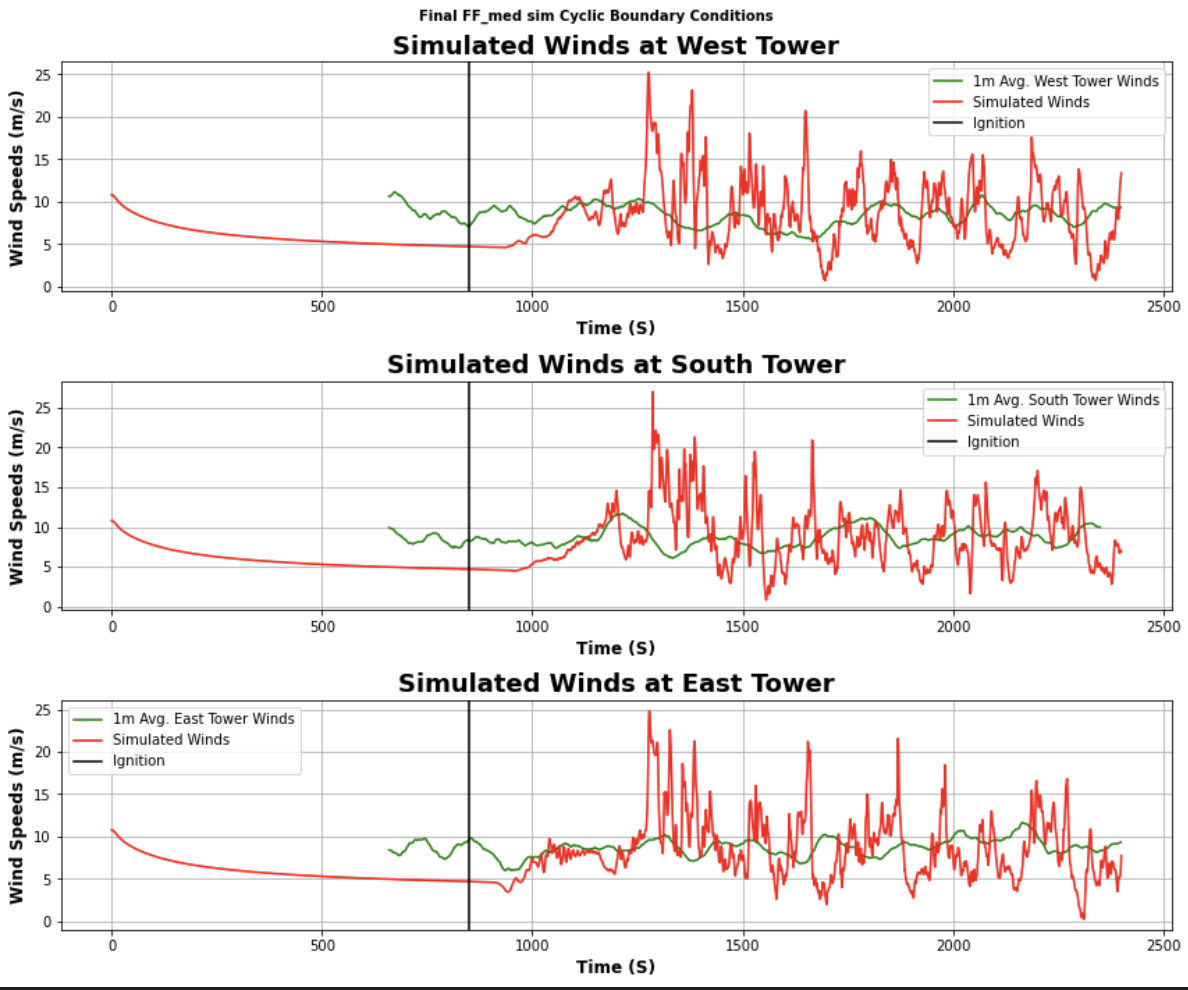 Final FF_med sim Cyclic Boundary Conditions
Simulated Winds at West Tower
Wind Speeds (m/s)
25
20
15
10
5
0
1m Avg. West Tower Winds
Simulated Winds
Ignition
0 500 1000 1500 2000 2500
Time (S)
Simulated Winds at South Tower
Wind Speeds (m/s)
25
20
15
10
5
0
1m Avg. South Tower Winds
Simulated Winds
Ignition
0 500 1000 1500 2000 2500
Time (S)
Simulated Winds at East Tower
Wind Speeds (m/s)
25
20
15
10
5
0
1m Avg. East Tower Winds
Simulated Winds
Ignition
0 500 1000 1500 2000 2500
Time (S)